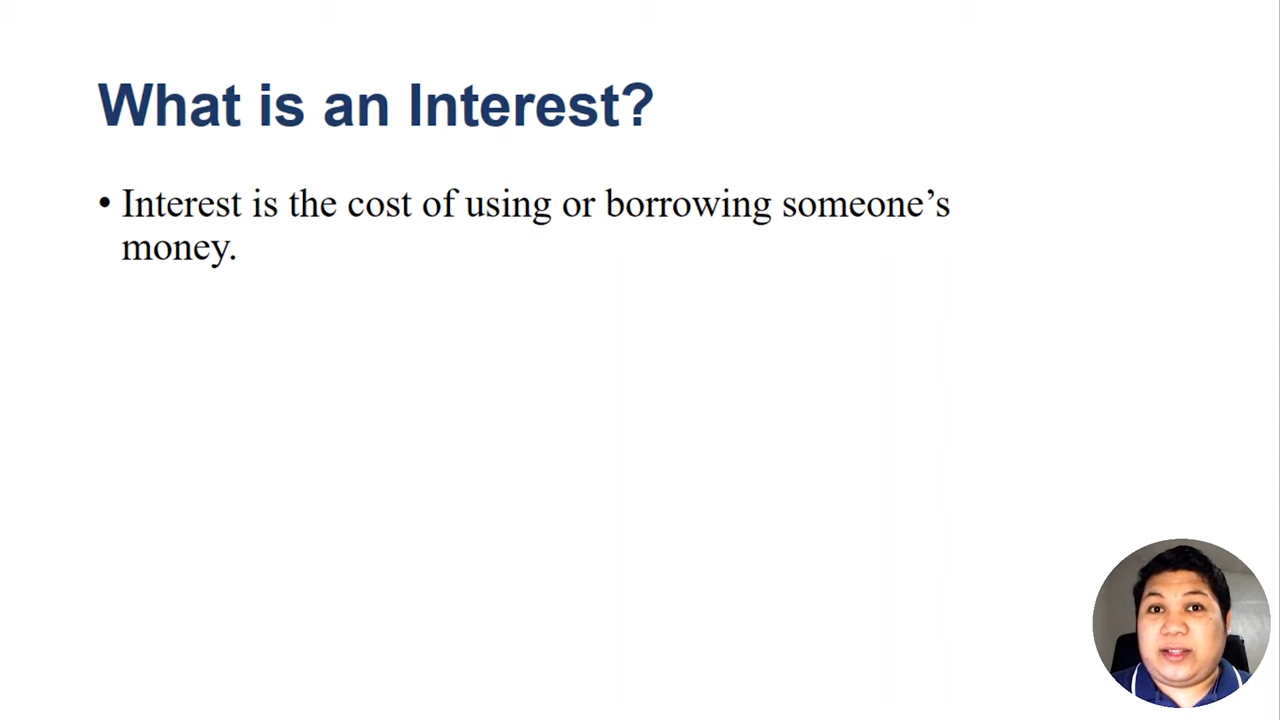 What is an Interest?
• Interest is the cost of using or borrowing someone’s
money.